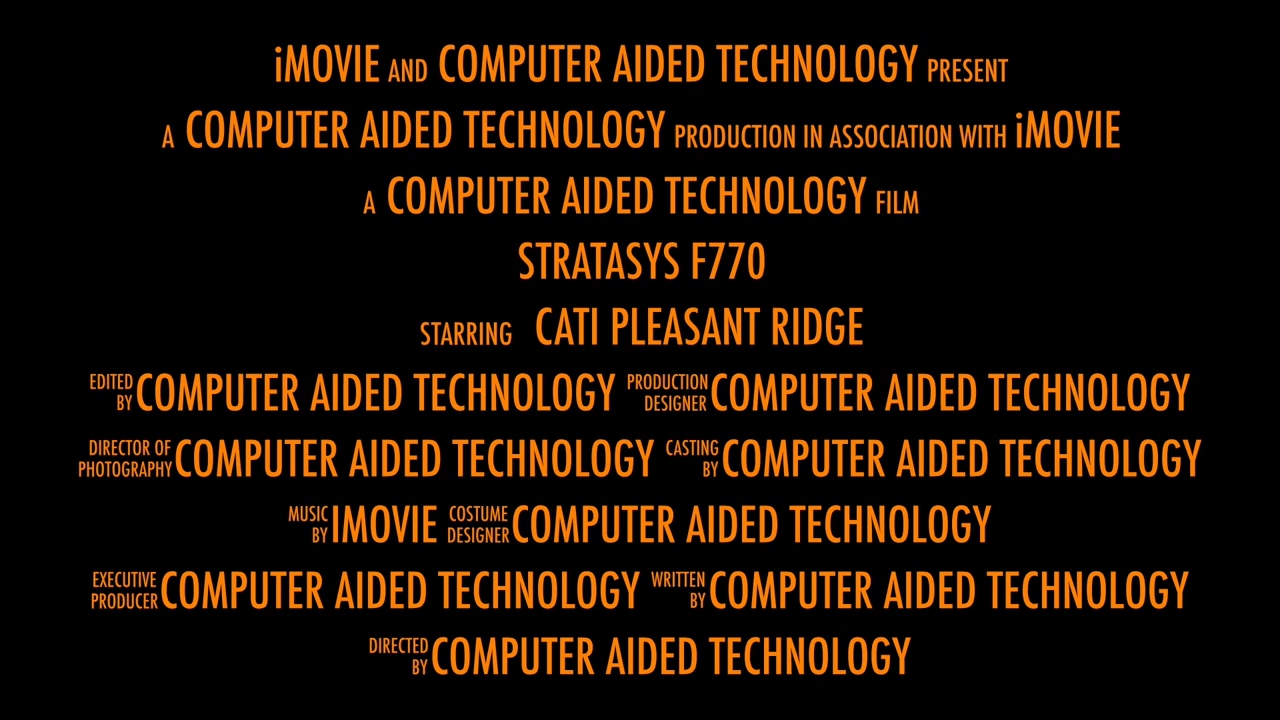 iMOVIE AND COMPUTER AIDED TECHNOLOGY PRESENT
A COMPUTER AIDED TECHNOLOGY PRODUCTION IN ASSOCIATION WITH iMOVIE
A COMPUTER AIDED TECHNOLOGY FILM
STRATASYS F770
STARRING CATI PLEASANT RIDGE
EDITED BY COMPUTER AIDED TECHNOLOGY PRODUCTION DESIGNER COMPUTER AIDED TECHNOLOGY
DIRECTOR OF PHOTOGRAPHY COMPUTER AIDED TECHNOLOGY CASTING BY COMPUTER AIDED TECHNOLOGY
MUSIC BY IMOVIE COSTUME DESIGNER COMPUTER AIDED TECHNOLOGY
EXECUTIVE PRODUCER COMPUTER AIDED TECHNOLOGY WRITTEN BY COMPUTER AIDED TECHNOLOGY
DIRECTED BY COMPUTER AIDED TECHNOLOGY